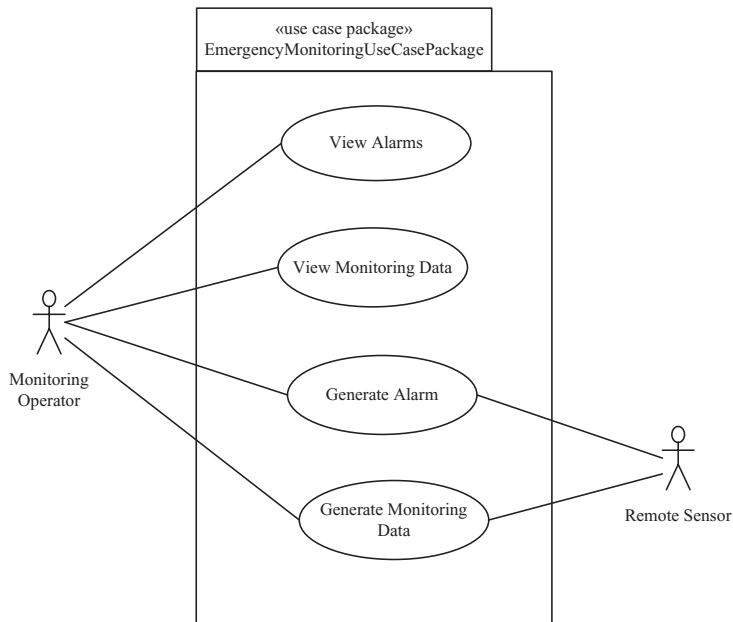 «use case package»
EmergencyMonitoringUseCasePackage
View Alarms
View Monitoring Data
Generate Alarm
Generate Monitoring
Data
Monitoring
Operator
Remote Sensor